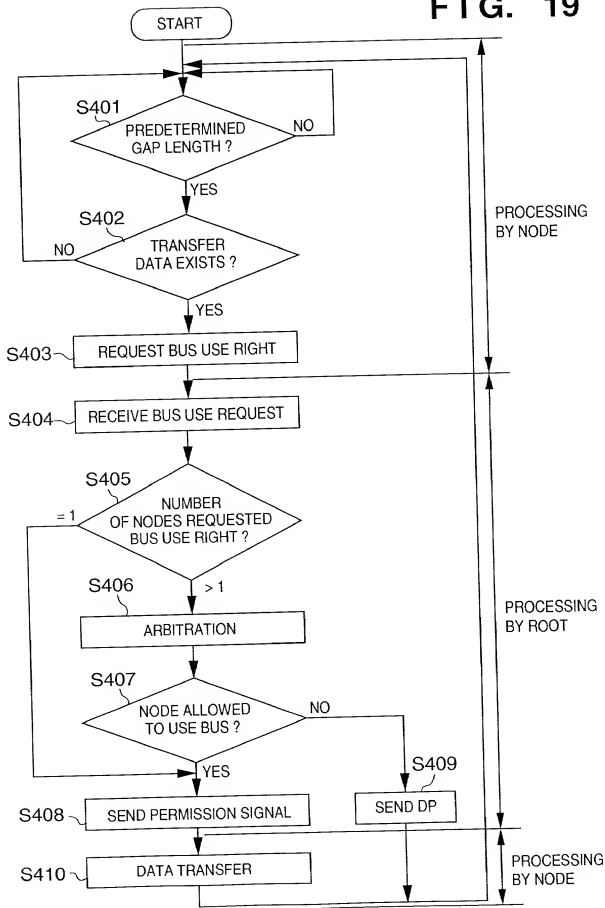 FIG. 19
START
S401
PREDETERMINED
GAP LENGTH ?
NO
YES
PROCESSING
BY NODE
S402
NO
TRANSFER
DATA EXISTS ?
YES
S403
REQUEST BUS USE RIGHT
S404
RECEIVE BUS USE REQUEST
S405
= 1
NUMBER
OF NODES REQUESTED
BUS USE RIGHT ?
> 1
S406
ARBITRATION
PROCESSING
BY ROOT
S407
NODE ALLOWED
TO USE BUS ?
NO
YES
S409
S408
SEND PERMISSION SIGNAL
SEND DP
S410
DATA TRANSFER
PROCESSING
BY NODE